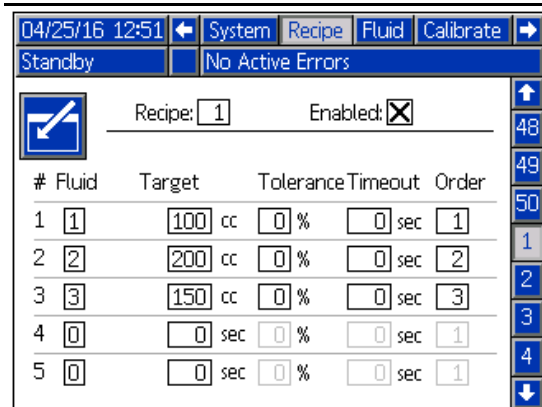 04/25/16 12:51 System Recipe Fluid Calibrate
Standby No Active Errors
Recipe: 1 Enabled:
# Fluid Target Tolerance Timeout Order
1 1 100 cc 0 % 0 sec 1
2 2 200 cc 0 % 0 sec 2
3 3 150 cc 0 % 0 sec 3
4 0 0 sec 0 % 0 sec 1
5 0 0 sec 0 % 0 sec 1
48
49
50
1
2
3
4